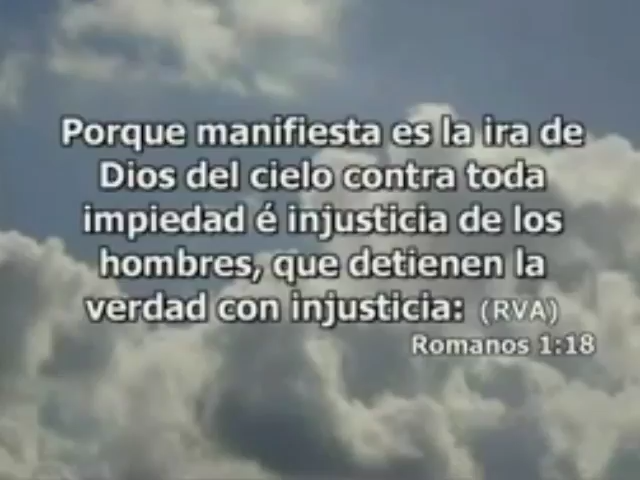 Porque manifiesta es la ira de
Dios del cielo contra toda
impiedad é injusticia de los
hombres, que detienen la
verdad con injusticia: (RVA)
Romanos 1:18